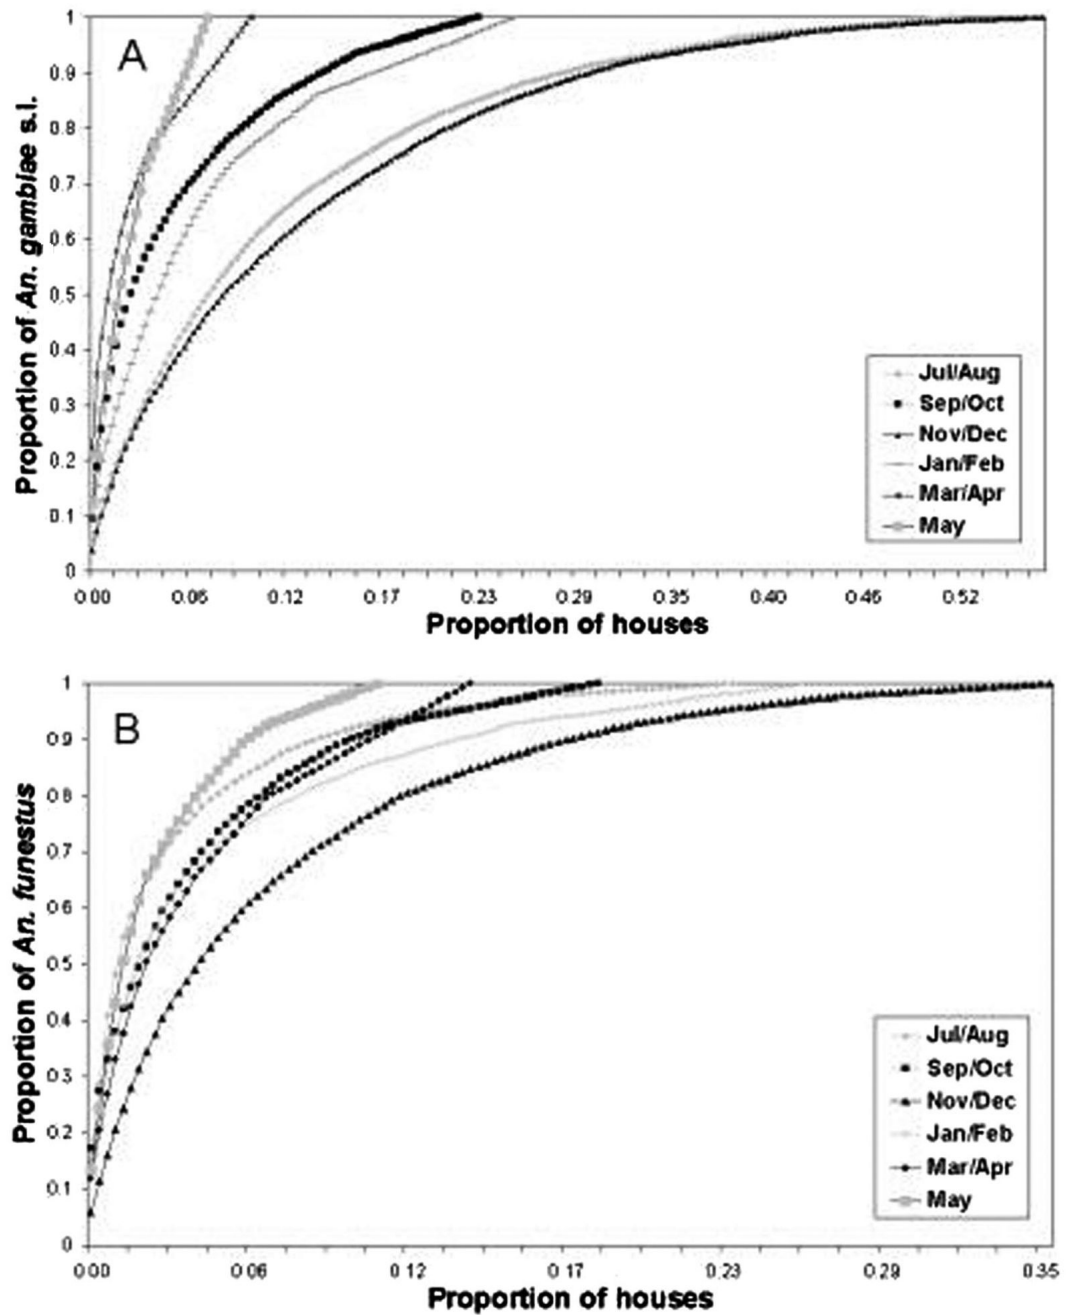 A
Proportion of An. gambiae s.l.
1
0.9
0.8
0.7
0.6
0.5
0.4
0.3
0.2
0.1
0
0.00 0.06 0.12 0.17 0.23 0.29 0.35 0.40 0.46 0.52
Proportion of houses
Jul/Aug
Sep/Oct
Nov/Dec
Jan/Feb
Mar/Apr
May
B
Proportion of An. funestus
1
0.9
0.8
0.7
0.6
0.5
0.4
0.3
0.2
0.1
0
0.00 0.06 0.12 0.17 0.23 0.29 0.35
Proportion of houses
Jul/Aug
Sep/Oct
Nov/Dec
Jan/Feb
Mar/Apr
May